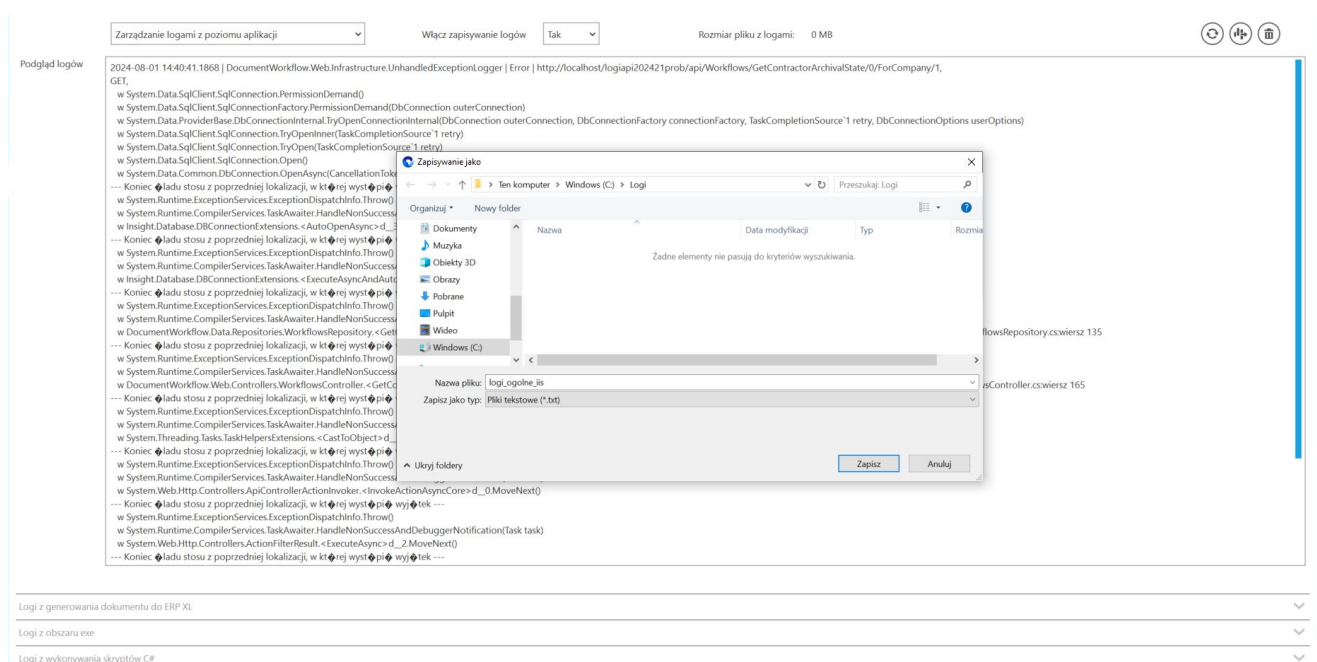 Zarządzanie logami z poziomu aplikacji
Włącz zapisywanie logów
Tak
Rozmiar pliku z logami: 0 MB
Podgląd logów
2024-08-01 14:40:41.1868 | DocumentWorkflow.Web.Infrastructure.UnhandledExceptionLogger | Error | http://localhost/logiapi202421prob/api/Workflows/GetContractorArchivalState/0/ForCompany/1,
GET,
w System.Data.SqlClient.SqlConnection.PermissionDemand()
w System.Data.SqlClient.SqlConnectionFactory.PermissionDemand(DbConnection outerConnection)
w System.Data.ProviderBase.DbConnectionInternal.TryOpenConnectionInternal(DbConnection outerConnection, DbConnectionFactory connectionFactory, TaskCompletionSource`1 retry, DbConnectionOptions userOptions)
w System.Data.SqlClient.SqlConnection.TryOpenInner(TaskCompletionSource`1 retry)
w System.Data.SqlClient.SqlConnection.TryOpen(TaskCompletionSource`1 retry)
w System.Data.SqlClient.SqlConnection.Open()
w System.Data.Common.DbConnection.OpenAsync(CancellationToke
--- Koniec �ladu stosu z poprzedniej lokalizacji, w kt�rej wyst�pi�
w System.Runtime.ExceptionServices.ExceptionDispatchInfo.Throw()
w System.Runtime.CompilerServices.TaskAwaiter.HandleNonSuccess
w Insight.Database.DBConnectionExtensions.<AutoOpenAsync>d__3
--- Koniec �ladu stosu z poprzedniej lokalizacji, w kt�rej wyst�pi�
w System.Runtime.ExceptionServices.ExceptionDispatchInfo.Throw()
w System.Runtime.CompilerServices.TaskAwaiter.HandleNonSuccess
w Insight.Database.DBConnectionExtensions.<ExecuteAsyncAndAuto
--- Koniec �ladu stosu z poprzedniej lokalizacji, w kt�rej wyst�pi�
w System.Runtime.ExceptionServices.ExceptionDispatchInfo.Throw()
w System.Runtime.CompilerServices.TaskAwaiter.HandleNonSuccess
w DocumentWorkflow.Data.Repositories.WorkflowsRepository.<Get flowsRepository.cs:wiersz 135
--- Koniec �ladu stosu z poprzedniej lokalizacji, w kt�rej wyst�pi�
w System.Runtime.ExceptionServices.ExceptionDispatchInfo.Throw()
w System.Runtime.CompilerServices.TaskAwaiter.HandleNonSuccess
w DocumentWorkflow.Web.Controllers.WorkflowsController.<GetCo vsController.cs:wiersz 165
--- Koniec �ladu stosu z poprzedniej lokalizacji, w kt�rej wyst�pi�
w System.Runtime.ExceptionServices.ExceptionDispatchInfo.Throw()
w System.Runtime.CompilerServices.TaskAwaiter.HandleNonSuccess
w System.Threading.Tasks.TaskHelpersExtensions.<CastToObject>d__
--- Koniec �ladu stosu z poprzedniej lokalizacji, w kt�rej wyst�pi�
w System.Runtime.ExceptionServices.ExceptionDispatchInfo.Throw()
w System.Runtime.CompilerServices.TaskAwaiter.HandleNonSuccess
w System.Web.Http.Controllers.ApiControllerActionInvoker.<InvokeActionAsyncCore>d__0.MoveNext()
--- Koniec �ladu stosu z poprzedniej lokalizacji, w kt�rej wyst�pi� wyj�tek ---
w System.Runtime.ExceptionServices.ExceptionDispatchInfo.Throw()
w System.Runtime.CompilerServices.TaskAwaiter.HandleNonSuccessAndDebuggerNotification(Task task)
w System.Web.Http.Controllers.ActionFilterResult.<ExecuteAsync>d__2.MoveNext()
--- Koniec �ladu stosu z poprzedniej lokalizacji, w kt�rej wyst�pi� wyj�tek ---
Zapisywanie jako
Ten komputer > Windows (C:) > Logi
Przeszukaj: Logi
Organizuj
Nowy folder
Dokumenty
Muzyka
Obiekty 3D
Obrazy
Pobrane
Pulpit
Wideo
Windows (C:)
Nazwa
Data modyfikacji
Typ
Rozmia
Żadne elementy nie pasują do kryteriów wyszukiwania.
Nazwa pliku: logi_ogolne_iis
Zapisz jako typ: Pliki tekstowe (*.txt)
Ukryj foldery
Zapisz
Anuluj
Logi z generowania dokumentu do ERP XL
Logi z obszaru exe
Logi z wykonywania skryptów C#